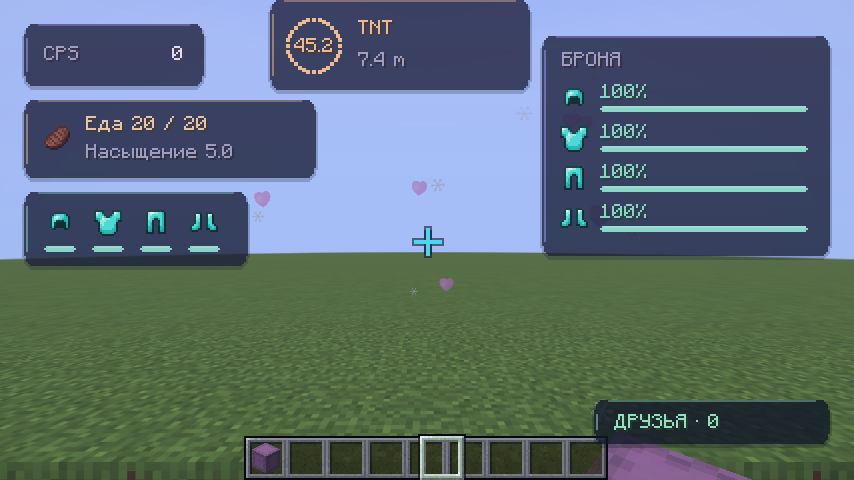 CPS 0
45.2
TNT
7.4 m
Еда 20 / 20
Насыщение 5.0
БРОНЯ
100%
100%
100%
100%
ДРУЗЬЯ · 0